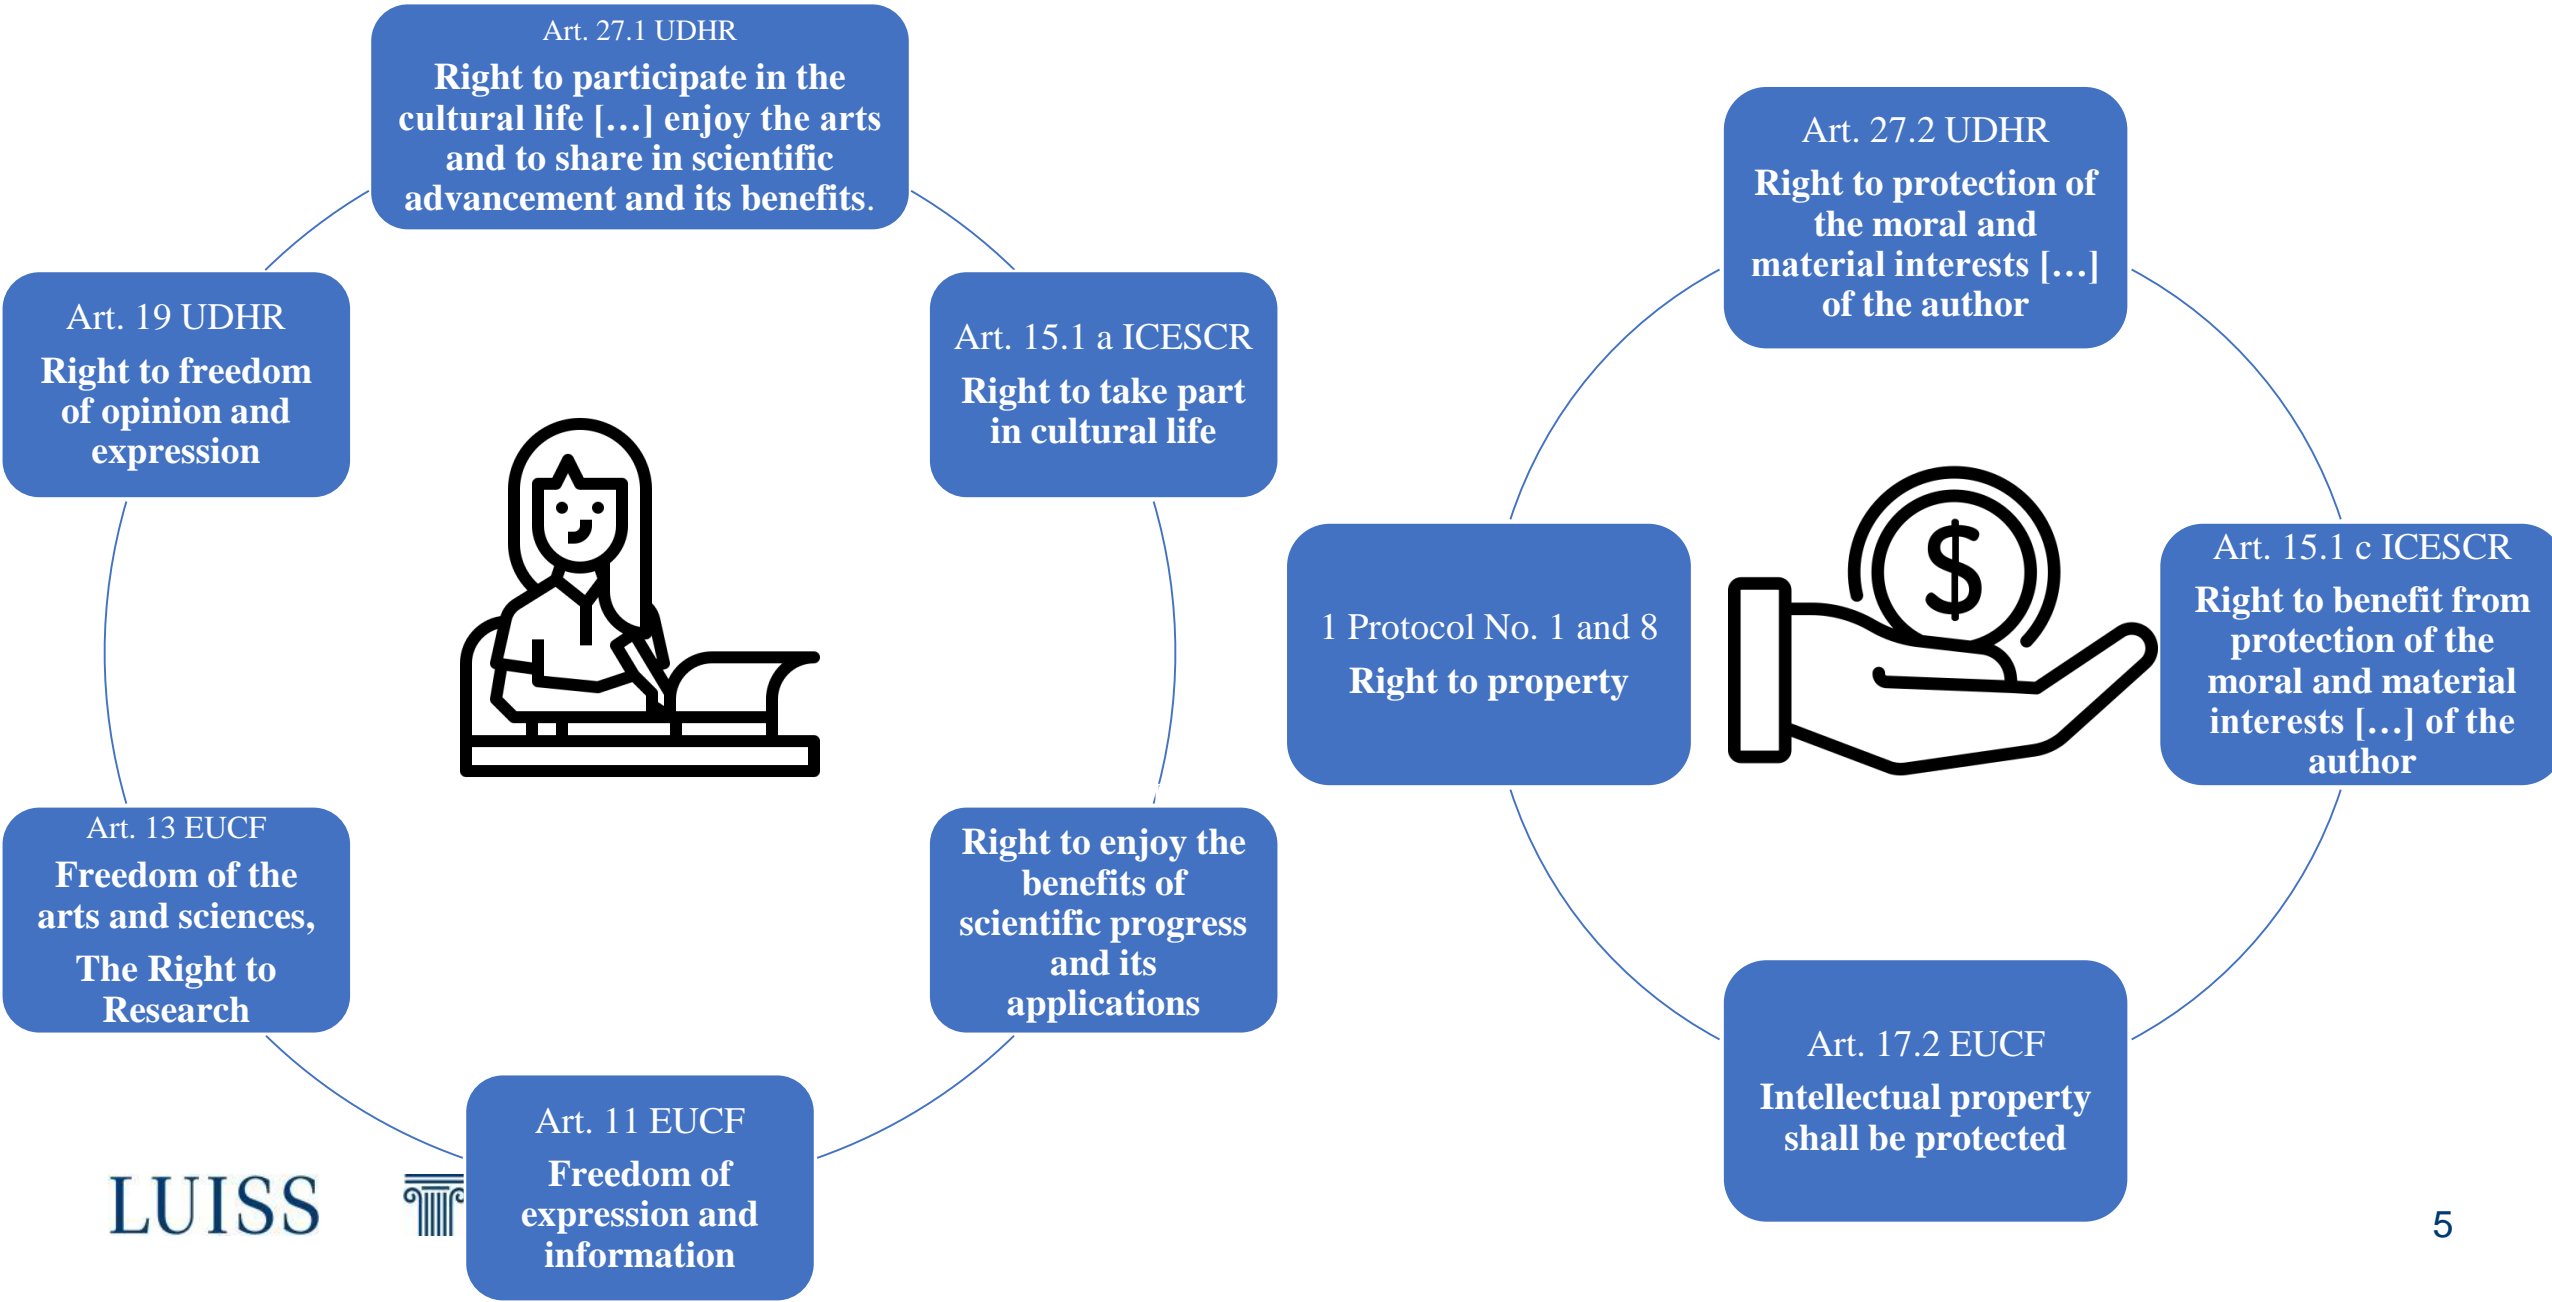 Art. 27.1 UDHR
Right to participate in the
cultural life […] enjoy the arts
and to share in scientific
advancement and its benefits.
Art. 15.1 a ICESCR
Right to take part
in cultural life
Right to enjoy the
benefits of
scientific progress
and its
applications
Art. 11 EUCF
Freedom of
expression and
information
Art. 13 EUCF
Freedom of the
arts and sciences,
The Right to
Research
Art. 19 UDHR
Right to freedom
of opinion and
expression
Art. 27.2 UDHR
Right to protection of
the moral and
material interests […]
of the author
Art. 15.1 c ICESCR
Right to benefit from
protection of the
moral and material
interests […] of the
author
Art. 17.2 EUCF
Intellectual property
shall be protected
1 Protocol No. 1 and 8
Right to property
$
LUISS
5